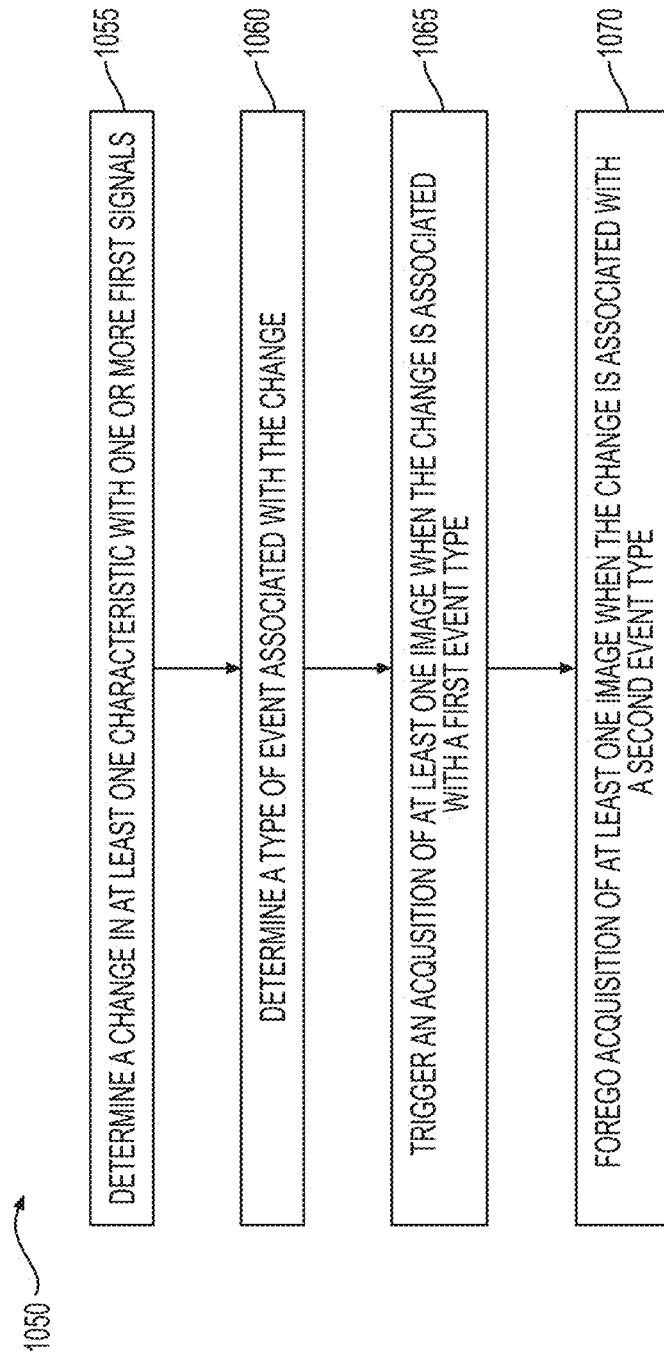 1050
DETERMINE A CHANGE IN AT LEAST ONE CHARACTERISTIC WITH ONE OR MORE FIRST SIGNALS
1055
DETERMINE A TYPE OF EVENT ASSOCIATED WITH THE CHANGE
1060
TRIGGER AN ACQUSITION OF AT LEAST ONE IMAGE WHEN THE CHANGE IS ASSOCIATED
WITH A FIRST EVENT TYPE
1065
FOREGO ACQUISITION OF AT LEAST ONE IMAGE WHEN THE CHANGE IS ASSOCIATED WITH
A SECOND EVENT TYPE
1070